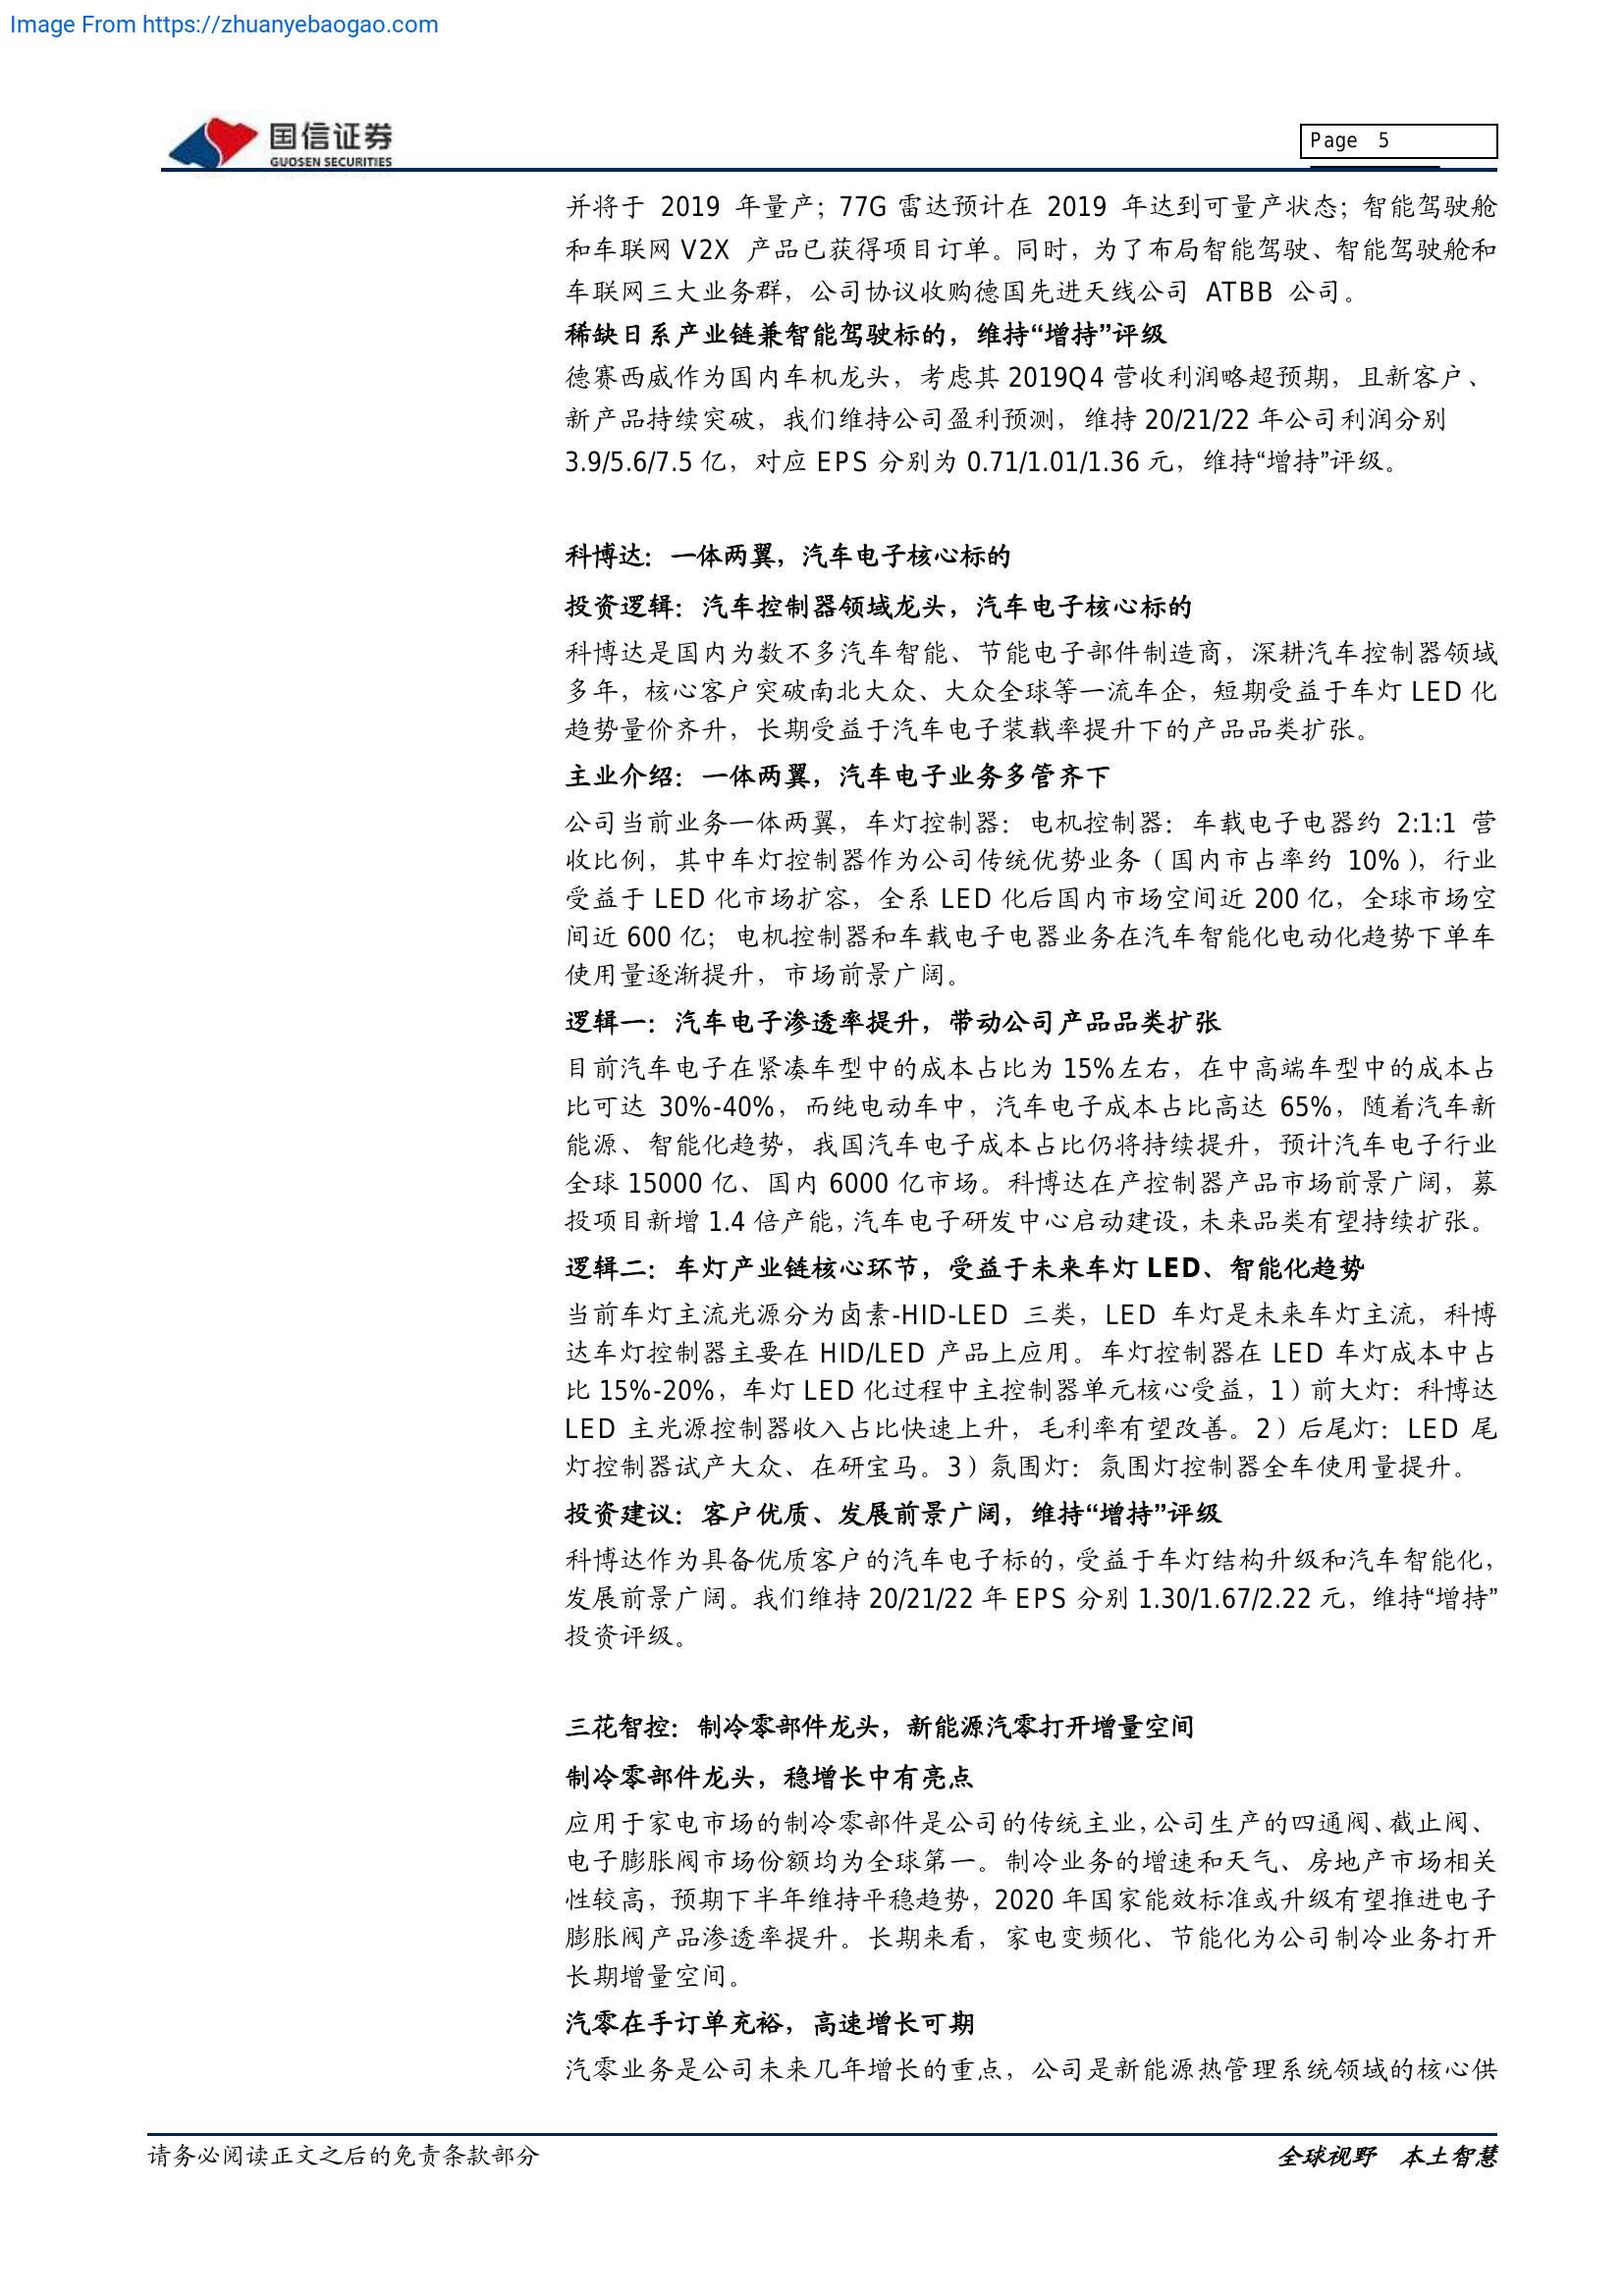 Image From https://zhuanyebaogao.com
国信证券
GUOSEN SECURITIES
Page 5
并将于 2019 年量产；77G 雷达预计在 2019 年达到可量产状态；智能驾驶舱
和车联网 V2X 产品已获得项目订单。同时，为了布局智能驾驶、智能驾驶舱和
车联网三大业务群，公司协议收购德国先进天线公司 ATBB 公司。
稀缺日系产业链兼智能驾驶标的，维持“增持”评级
德赛西威作为国内车机龙头，考虑其 2019Q4 营收利润略超预期，且新客户、
新产品持续突破，我们维持公司盈利预测，维持 20/21/22 年公司利润分别
3.9/5.6/7.5 亿，对应 EPS 分别为 0.71/1.01/1.36 元，维持“增持”评级。
科博达：一体两翼，汽车电子核心标的
投资逻辑：汽车控制器领域龙头，汽车电子核心标的
科博达是国内为数不多汽车智能、节能电子部件制造商，深耕汽车控制器领域
多年，核心客户突破南北大众、大众全球等一流车企，短期受益于车灯 LED 化
趋势量价齐升，长期受益于汽车电子装载率提升下的产品品类扩张。
主业介绍：一体两翼，汽车电子业务多管齐下
公司当前业务一体两翼，车灯控制器：电机控制器：车载电子电器约 2:1:1 营
收比例，其中车灯控制器作为公司传统优势业务（国内市占率约 10%），行业
受益于 LED 化市场扩容，全系 LED 化后国内市场空间近 200 亿，全球市场空
间近 600 亿；电机控制器和车载电子电器业务在汽车智能化电动化趋势下单车
使用量逐渐提升，市场前景广阔。
逻辑一：汽车电子渗透率提升，带动公司产品品类扩张
目前汽车电子在紧凑车型中的成本占比为 15%左右，在中高端车型中的成本占
比可达 30%-40%，而纯电动车中，汽车电子成本占比高达 65%，随着汽车新
能源、智能化趋势，我国汽车电子成本占比仍将持续提升，预计汽车电子行业
全球 15000 亿、国内 6000 亿市场。科博达在产控制器产品市场前景广阔，募
投项目新增 1.4 倍产能，汽车电子研发中心启动建设，未来品类有望持续扩张。
逻辑二：车灯产业链核心环节，受益于未来车灯 LED、智能化趋势
当前车灯主流光源分为卤素-HID-LED 三类，LED 车灯是未来车灯主流，科博
达车灯控制器主要在 HID/LED 产品上应用。车灯控制器在 LED 车灯成本中占
比 15%-20%，车灯 LED 化过程中主控制器单元核心受益，1）前大灯：科博达
LED 主光源控制器收入占比快速上升，毛利率有望改善。2）后尾灯：LED 尾
灯控制器试产大众、在研宝马。3）氛围灯：氛围灯控制器全车使用量提升。
投资建议：客户优质、发展前景广阔，维持“增持”评级
科博达作为具备优质客户的汽车电子标的，受益于车灯结构升级和汽车智能化，
发展前景广阔。我们维持 20/21/22 年 EPS 分别 1.30/1.67/2.22 元，维持“增持”
投资评级。
三花智控：制冷零部件龙头，新能源汽零打开增量空间
制冷零部件龙头，稳增长中有亮点
应用于家电市场的制冷零部件是公司的传统主业，公司生产的四通阀、截止阀、
电子膨胀阀市场份额均为全球第一。制冷业务的增速和天气、房地产市场相关
性较高，预期下半年维持平稳趋势，2020 年国家能效标准或升级有望推进电子
膨胀阀产品渗透率提升。长期来看，家电变频化、节能化为公司制冷业务打开
长期增量空间。
汽零在手订单充裕，高速增长可期
汽零业务是公司未来几年增长的重点，公司是新能源热管理系统领域的核心供
请务必阅读正文之后的免责条款部分
全球视野 本土智慧